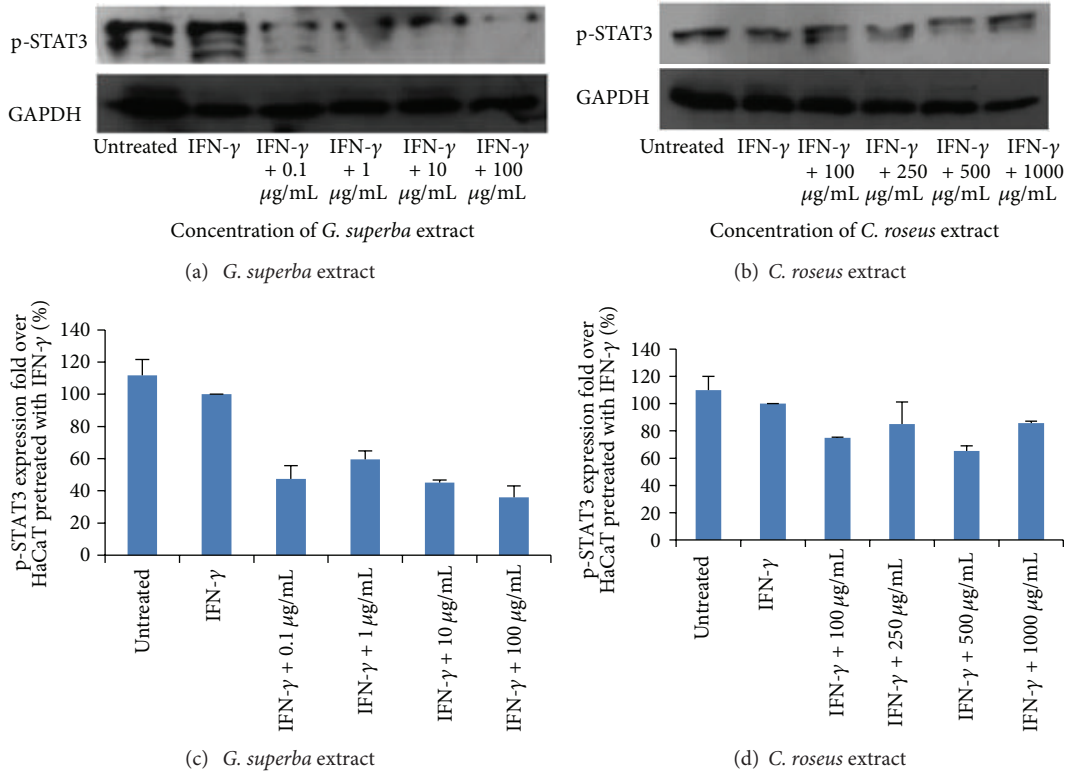 p-STAT3
GAPDH
Untreated IFN-γ IFN-γ IFN-γ IFN-γ IFN-γ
+ 0.1 + 1 + 10 + 100
μg/mL μg/mL μg/mL μg/mL
Concentration of G. superba extract
(a) G. superba extract
p-STAT3
GAPDH
Untreated IFN-γ IFN-γ IFN-γ IFN-γ IFN-γ
+ 100 + 250 + 500 + 1000
μg/mL μg/mL μg/mL μg/mL
Concentration of C. roseus extract
(b) C. roseus extract
p-STAT3 expression fold over
HaCaT pretreated with IFN-γ (%)
140
120
100
80
60
40
20
0
Untreated
IFN-γ
IFN-γ + 0.1 μg/mL
IFN-γ + 1 μg/mL
IFN-γ + 10 μg/mL
IFN-γ + 100 μg/mL
(c) G. superba extract
p-STAT3 expression fold over
HaCaT pretreated with IFN-γ (%)
140
120
100
80
60
40
20
0
Untreated
IFN-γ
IFN-γ + 100 μg/mL
IFN-γ + 250 μg/mL
IFN-γ + 500 μg/mL
IFN-γ + 1000 μg/mL
(d) C. roseus extract